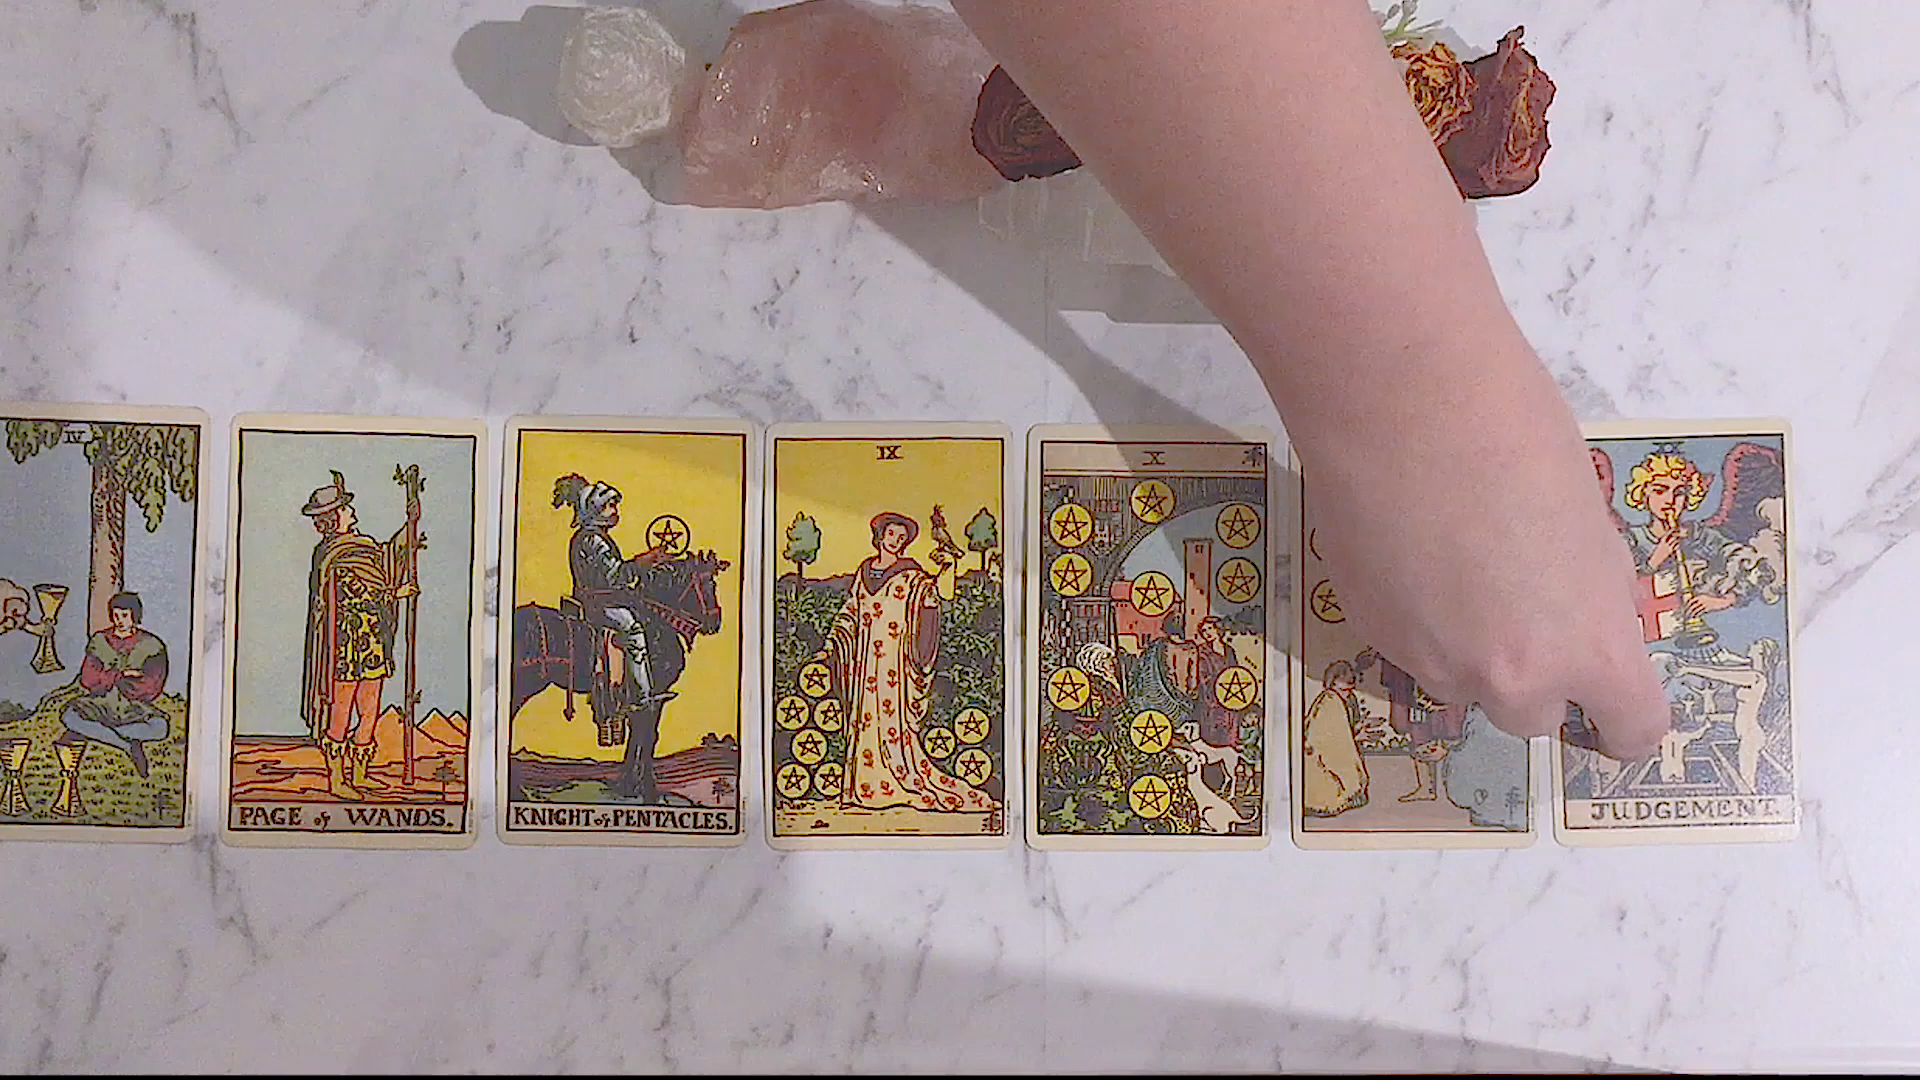 IV
PAGE of WANDS.
KNIGHT of PENTACLES.
IX
X
JUDGEMENT.